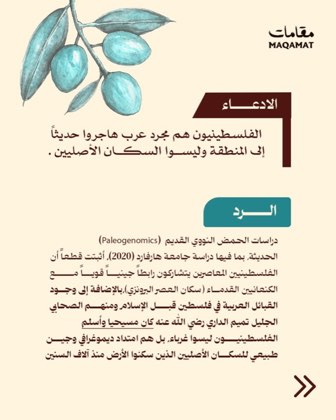 مقامات
MAQAMAT
الادعاء
الفلسطينيون هم مجرد عرب هاجروا حديثاً
إلى المنطقة وليسوا السكان الأصليين .
الرد
دراسات الحمض النووي القديم (Paleogenomics)
الحديثة، بما فيها دراسة جامعة هارفارد (2020)، أثبتت قطعاً أن
الفلسطينيين المعاصرين يتشاركون رابطاً جينياً قوياً مع
الكنعانيين القدماء (سكان العصر البرونزي).بالإضافة إلى وجود
القبائل العربية في فلسطين قبل الإسلام ومنهم الصحابي
الجليل تميم الداري رضي الله عنه كان مسيحيا وأسلم
الفلسطينيون ليسوا غرباء، بل هم امتداد ديموغرافي وجيني
طبيعي للسكان الأصليين الذين سكنوا الأرض منذ آلاف السنين